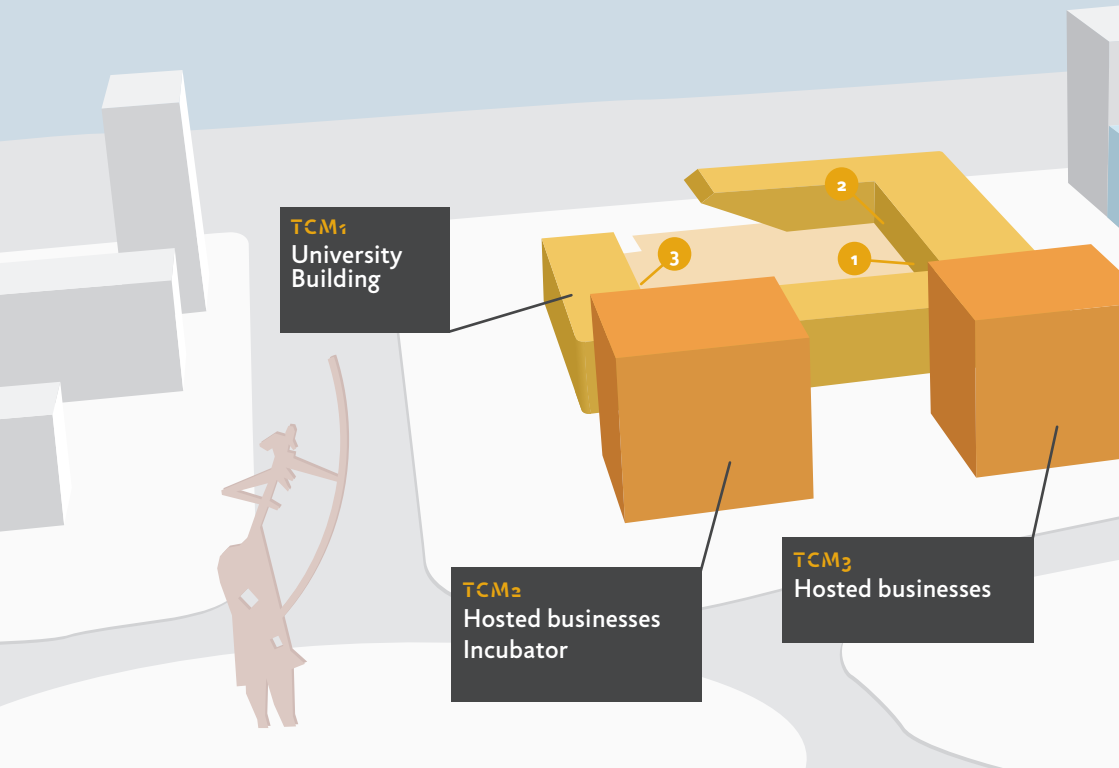 TCM1
University
Building
2
3
1
TCM2
Hosted businesses
Incubator
TCM3
Hosted businesses